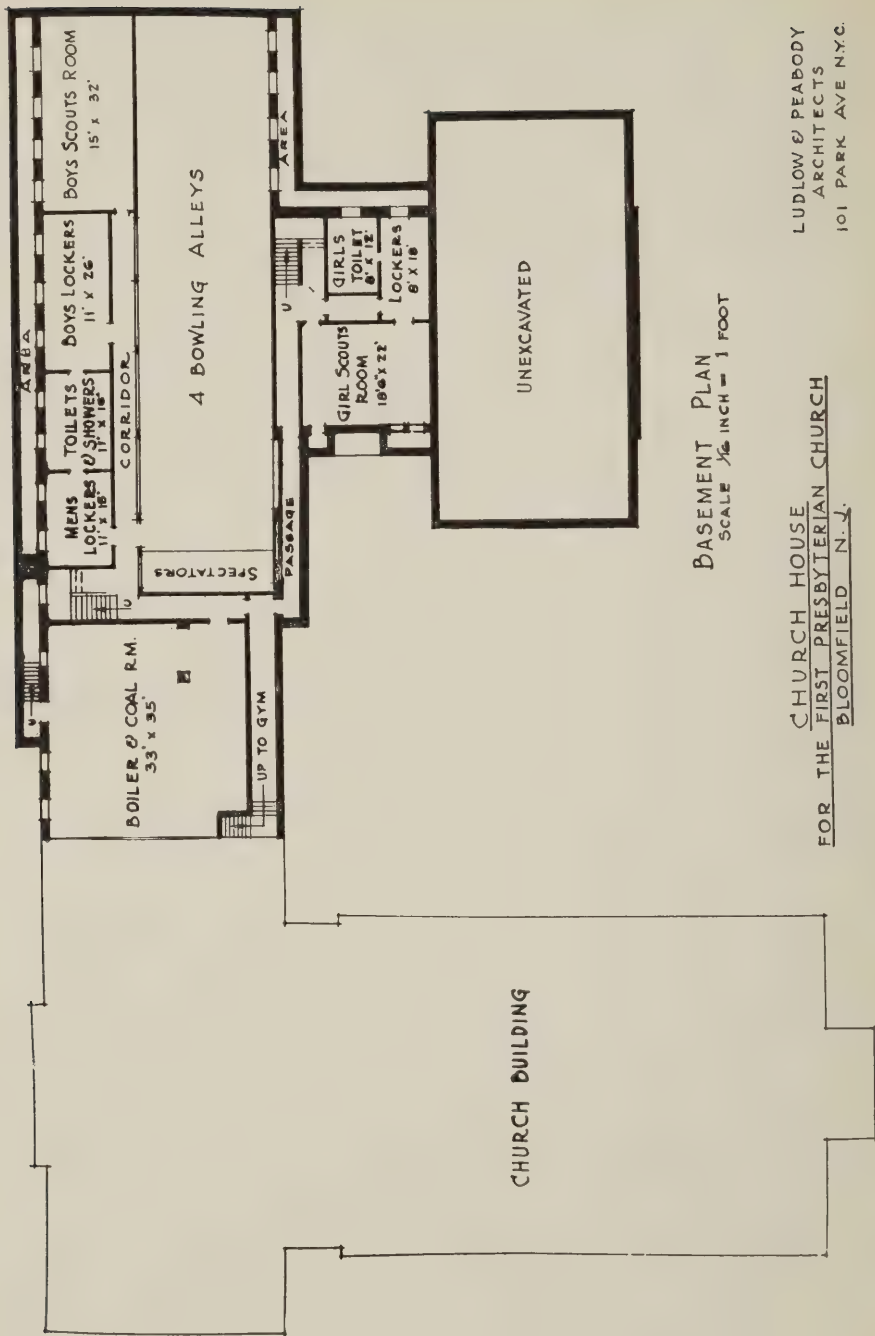 AREA
BOYS SCOUTS ROOM
15' x 32'
BOYS LOCKERS
11' x 26'
TOILETS
& SHOWERS
11' x 16'
MENS
LOCKERS
11' x 16'
CORRIDOR
4 BOWLING ALLEYS
SPECTATORS
PASSAGE
AREA
U
U
U
BOILER & COAL RM.
33' x 35'
UP TO GYM
GIRLS
TOILET
8' x 12'
LOCKERS
8' x 18'
GIRL SCOUTS
ROOM
18'6" x 22'
UNEXCAVATED
CHURCH BUILDING
BASEMENT PLAN
SCALE 1/16 INCH = 1 FOOT
CHURCH HOUSE
FOR THE FIRST PRESBYTERIAN CHURCH
BLOOMFIELD N. J.
LUDLOW & PEABODY
ARCHITECTS
101 PARK AVE N.Y.C.